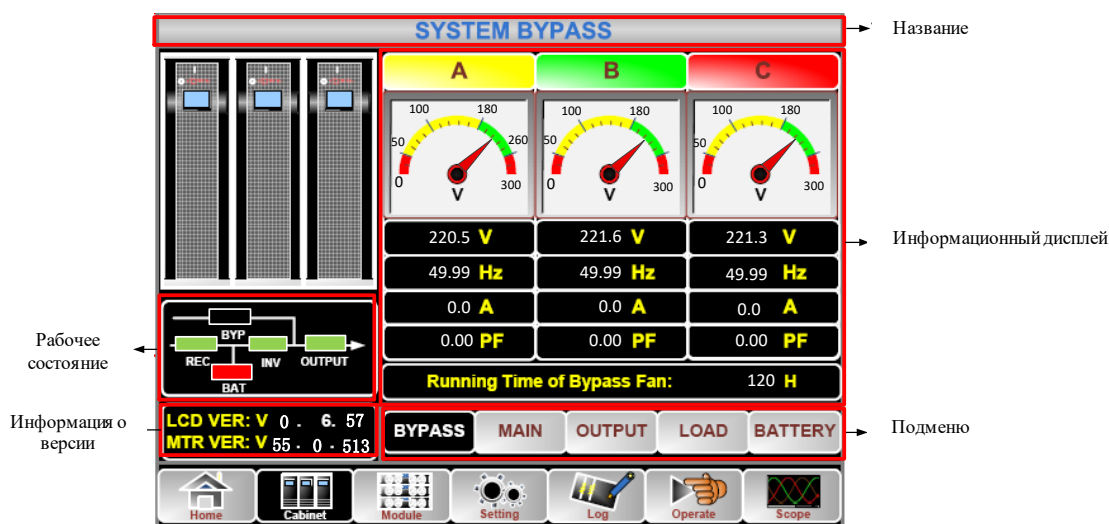 SYSTEM BYPASS
Название
A B C
100 180
50 260
0 300
V
100 180
50
0 300
V
100 180
50
0 300
V
220.5 V 221.6 V 221.3 V
49.99 Hz 49.99 Hz 49.99 Hz
0.0 A 0.0 A 0.0 A
0.00 PF 0.00 PF 0.00 PF
Running Time of Bypass Fan: 120 H
Информационный дисплей
Рабочее
состояние
BYP
REC INV OUTPUT
BAT
Информация о
версии
LCD VER: V 0 . 6. 57
MTR VER: V 55 . 0 . 513
BYPASS MAIN OUTPUT LOAD BATTERY
Подменю
Home Cabinet Module Setting Log Operate Scope